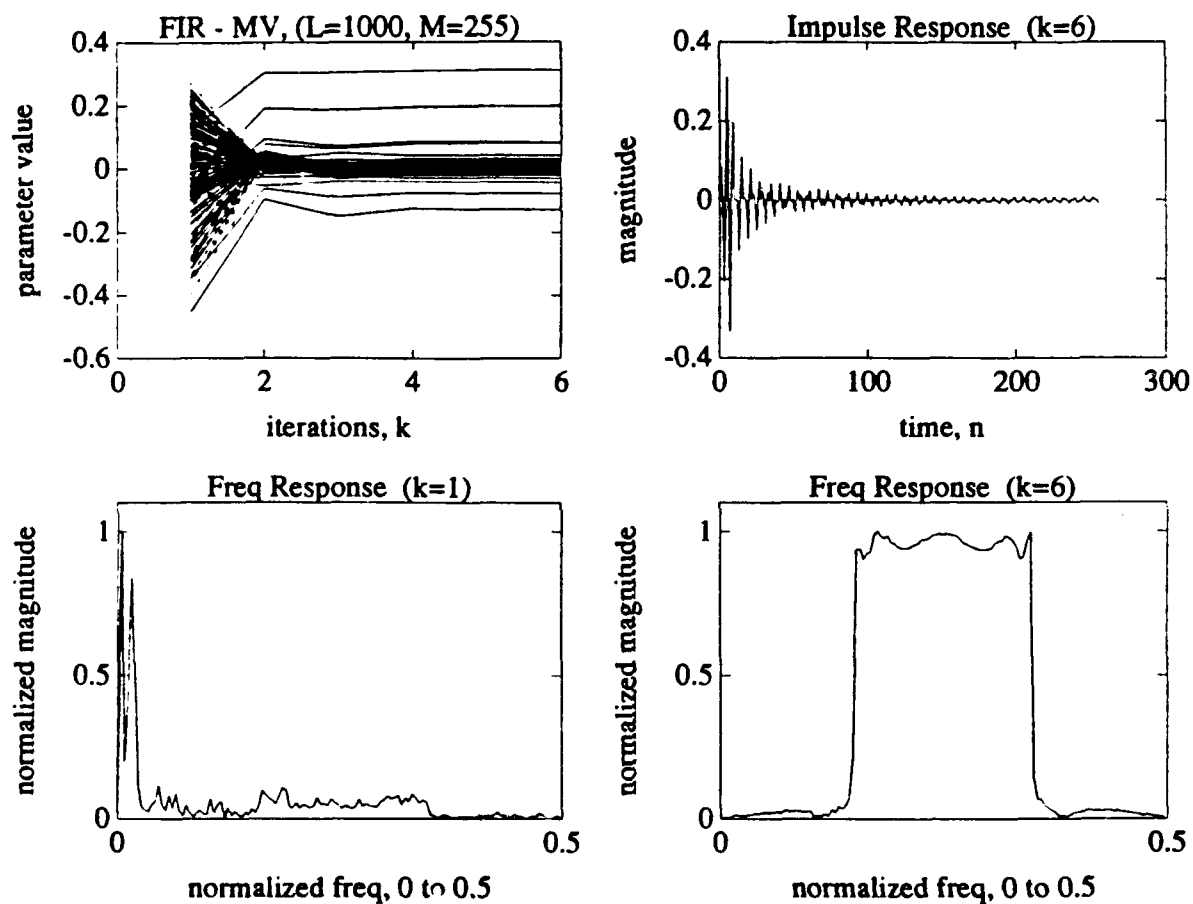 FIR - MV, (L=1000, M=255)
0.4
0.2
0
-0.2
-0.4
-0.6
parameter value
0
2
4
6
iterations, k
Impulse Response (k=6)
0.4
0.2
0
-0.2
-0.4
magnitude
0
100
200
300
time, n
Freq Response (k=1)
1
0.5
0
normalized magnitude
0
0.5
normalized freq, 0 to 0.5
Freq Response (k=6)
1
0.5
0
normalized magnitude
0
0.5
normalized freq, 0 to 0.5